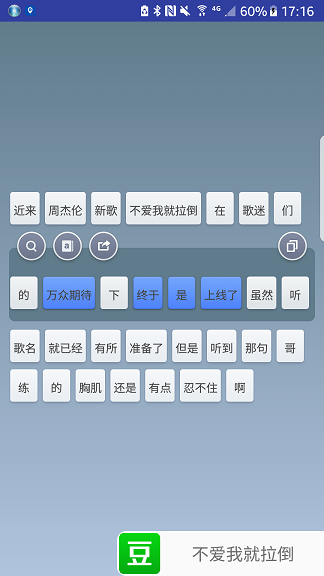 4G 60% 17:16
近来 周杰伦 新歌 不爱我就拉倒 在 歌迷 们
a
的 万众期待 下 终于 是 上线了 虽然 听
歌名 就已经 有所 准备了 但是 听到 那句 哥
练 的 胸肌 还是 有点 忍不住 啊
豆 不爱我就拉倒